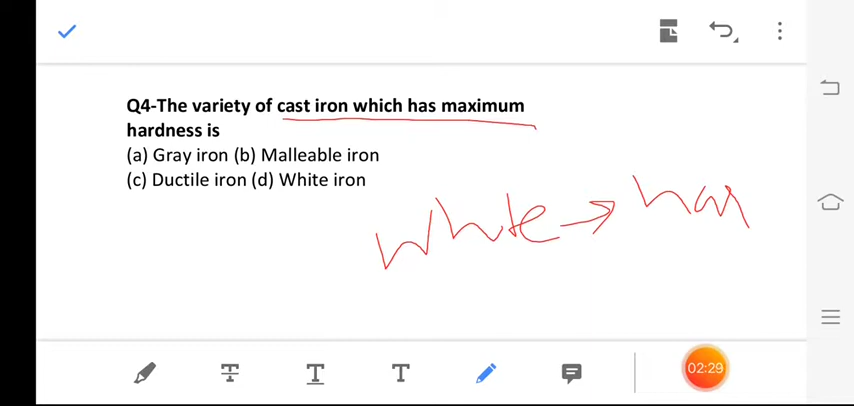 Q4-The variety of cast iron which has maximum
hardness is
(a) Gray iron (b) Malleable iron
(c) Ductile iron (d) White iron
white → har
T T T
02:29